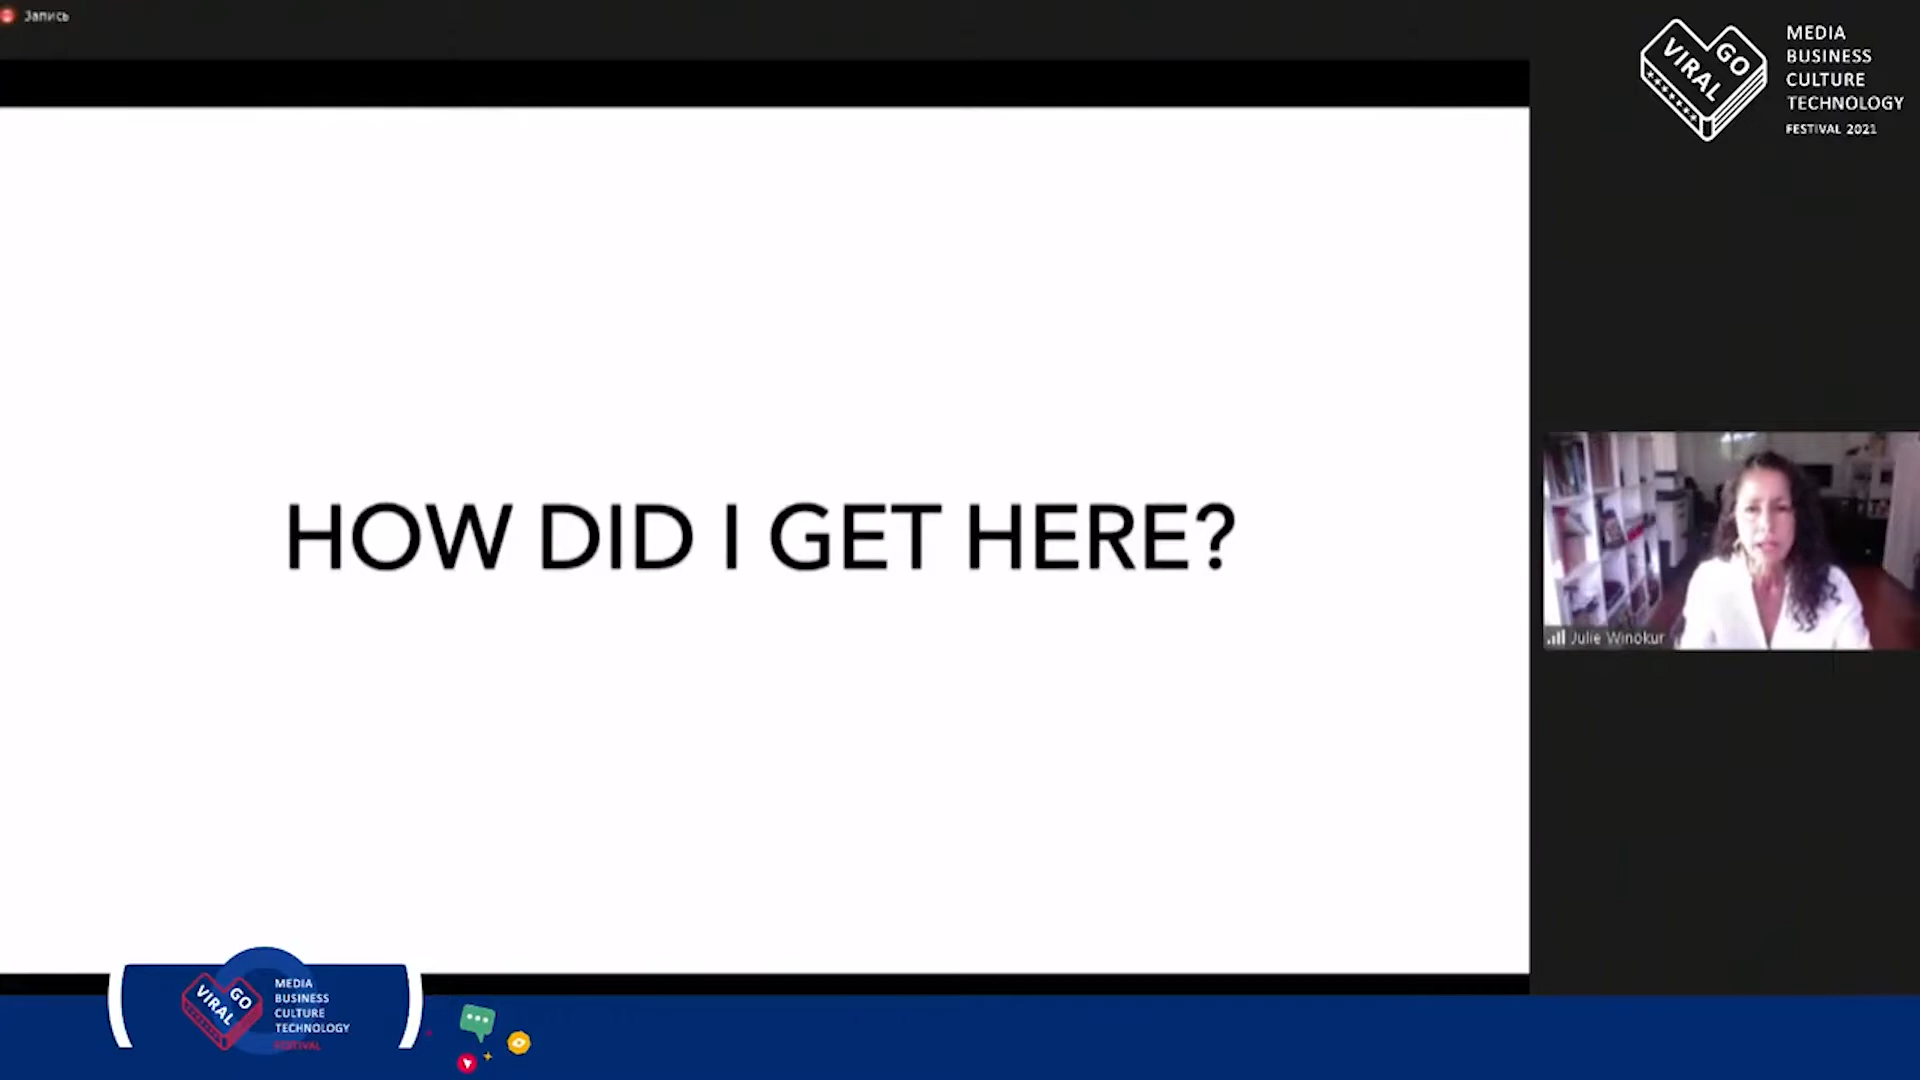 Запись
VIRAL GO
MEDIA
BUSINESS
CULTURE
TECHNOLOGY
FESTIVAL 2021
HOW DID I GET HERE?
Julie Winokur
VIRAL GO
MEDIA
BUSINESS
CULTURE
TECHNOLOGY
FESTIVAL